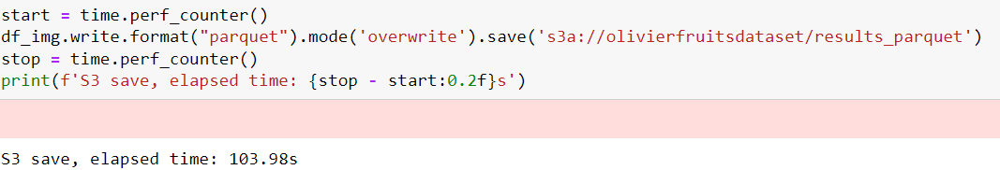 start = time.perf_counter()
df_img.write.format("parquet").mode('overwrite').save('s3a://olivierfruitsdataset/results_parquet')
stop = time.perf_counter()
print(f'S3 save, elapsed time: {stop - start:0.2f}s')
S3 save, elapsed time: 103.98s